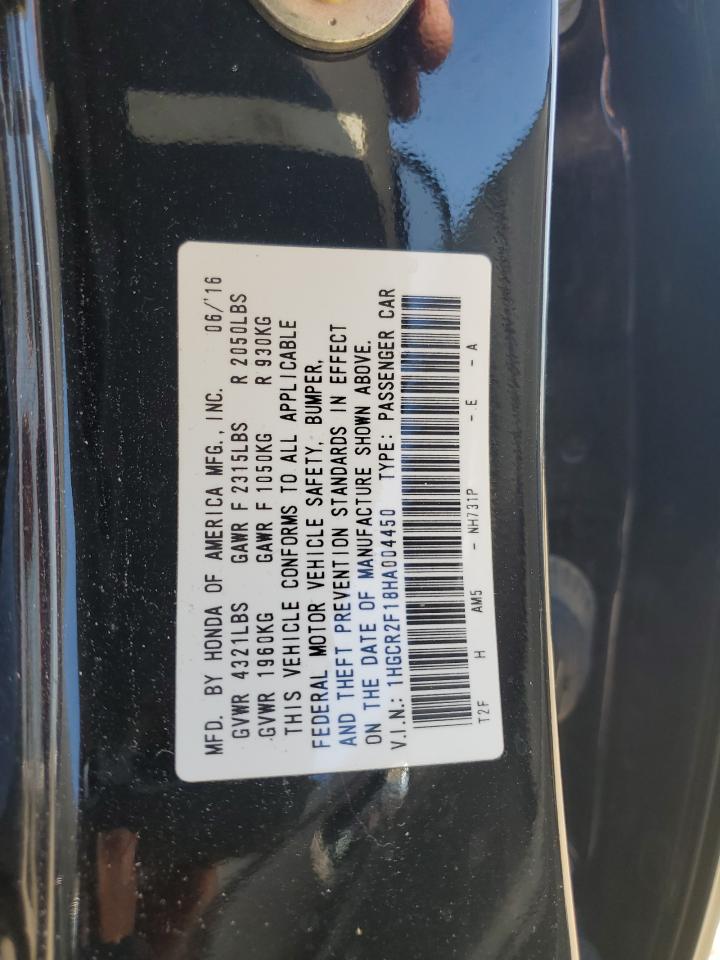 MFD. BY HONDA OF AMERICA MFG., INC. 06/'16
GVWR 4321LBS GAWR F 2315LBS R 2050LBS
GVWR 1960KG GAWR F 1050KG R 930KG
THIS VEHICLE CONFORMS TO ALL APPLICABLE
FEDERAL MOTOR VEHICLE SAFETY, BUMPER,
AND THEFT PREVENTION STANDARDS IN EFFECT
ON THE DATE OF MANUFACTURE SHOWN ABOVE.
V.I.N.: 1HGCR2F18HA004450 TYPE: PASSENGER CAR
T2F H AM5 - NH731P - E - A